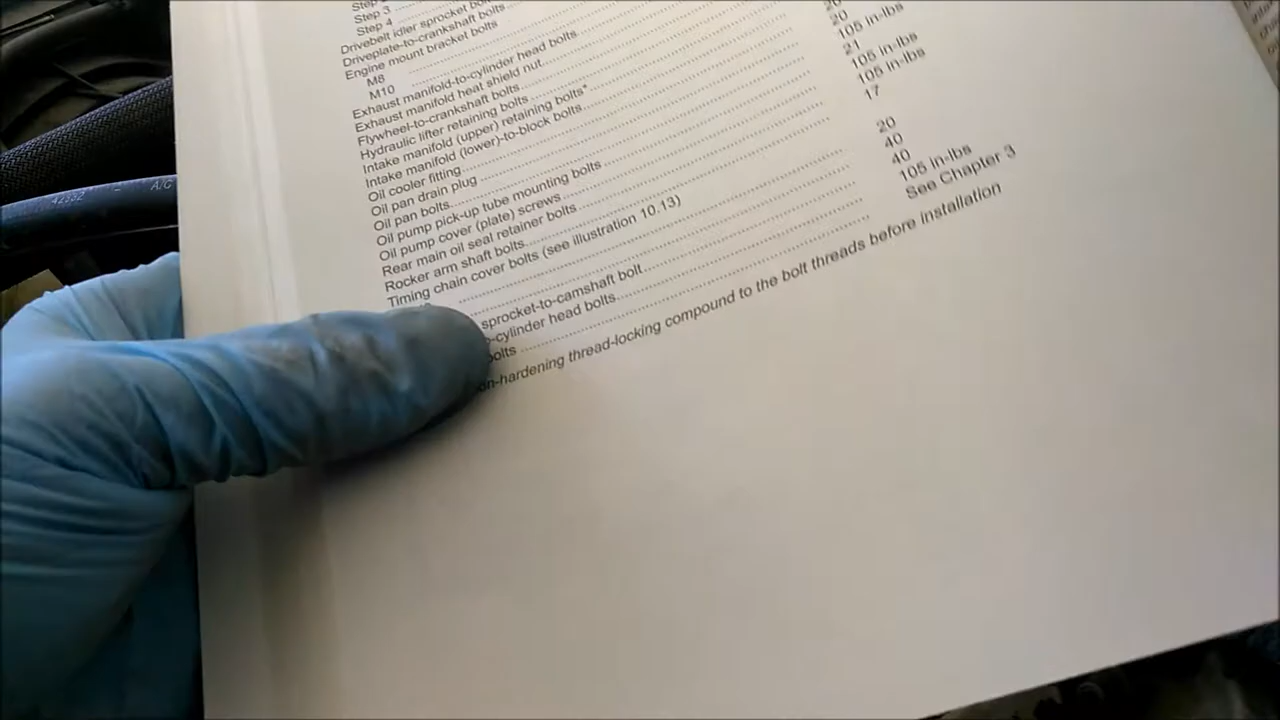 Step 3
Step 4
Drivebelt idler sprocket
Driveplate-to-crankshaft bolts
Engine mount bracket bolts
M8
M10
Exhaust manifold-to-cylinder head bolts
Exhaust manifold heat shield nut
Flywheel-to-crankshaft bolts
Hydraulic lifter retaining bolts
Intake manifold (upper) retaining bolts*
Intake manifold (lower)-to-block bolts
Oil cooler fitting
Oil pan drain plug
Oil pan bolts
Oil pump pick-up tube mounting bolts
Oil pump cover (plate) screws
Rear main oil seal retainer bolts
Rocker arm shaft bolts
Timing chain cover bolts (see illustration 10.13)
sprocket-to-camshaft bolt
-cylinder head bolts
bolts
-hardening thread-locking compound to the bolt threads before installation
20
105 in-lbs
21
105 in-lbs
105 in-lbs
17
20
40
40
105 in-lbs
See Chapter 3
42332
A/C